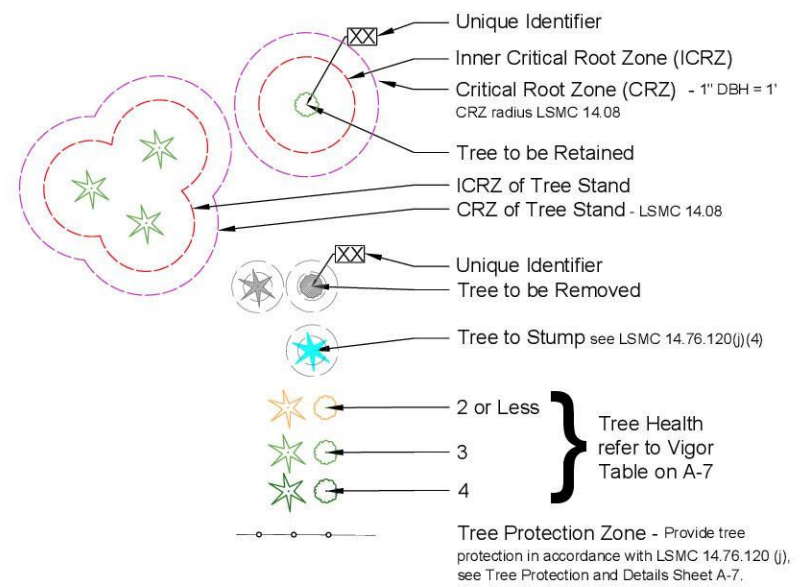 XX
Unique Identifier
Inner Critical Root Zone (ICRZ)
Critical Root Zone (CRZ) - 1" DBH = 1'
CRZ radius LSMC 14.08
Tree to be Retained
ICRZ of Tree Stand
CRZ of Tree Stand - LSMC 14.08
XX
Unique Identifier
Tree to be Removed
Tree to Stump see LSMC 14.76.120(j)(4)
2 or Less
3
4
Tree Health
refer to Vigor
Table on A-7
Tree Protection Zone - Provide tree
protection in accordance with LSMC 14.76.120 (j),
see Tree Protection and Details Sheet A-7.